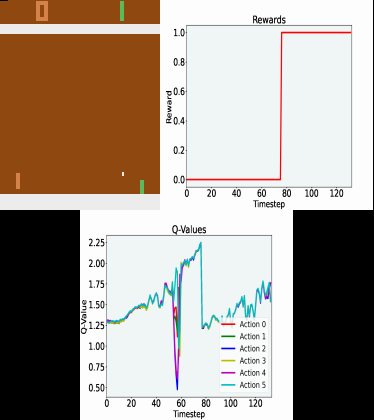 Rewards
1.0
0.8
0.6
0.4
0.2
0.0
Reward
0 20 40 60 80 100 120
Timestep
Q-Values
2.25
2.00
1.75
1.50
1.25
1.00
0.75
0.50
Q-Value
Action 0
Action 1
Action 2
Action 3
Action 4
Action 5
0 20 40 60 80 100 120
Timestep